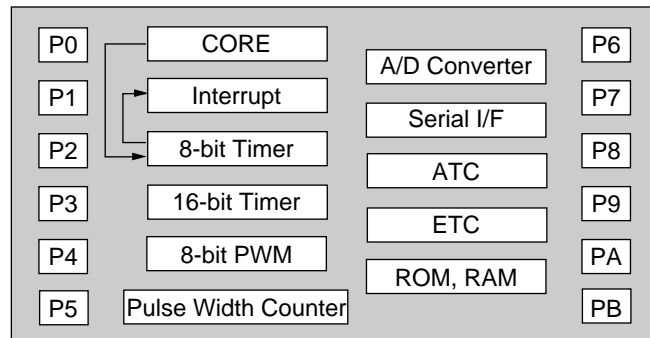 P0
P1
P2
P3
P4
P5
CORE
Interrupt
8-bit Timer
16-bit Timer
8-bit PWM
Pulse Width Counter
A/D Converter
Serial I/F
ATC
ETC
ROM, RAM
P6
P7
P8
P9
PA
PB